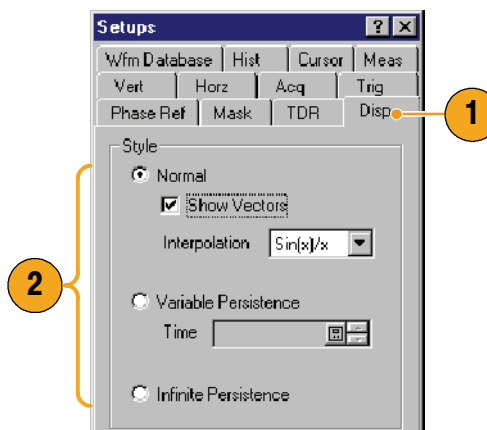 Setups
Wfm Database Hist Cursor Meas
Vert Horz Acq Trig
Phase Ref Mask TDR Disp
1
Style
Normal
Show Vectors
Interpolation Sin(x)/x
2
Variable Persistence
Time
Infinite Persistence